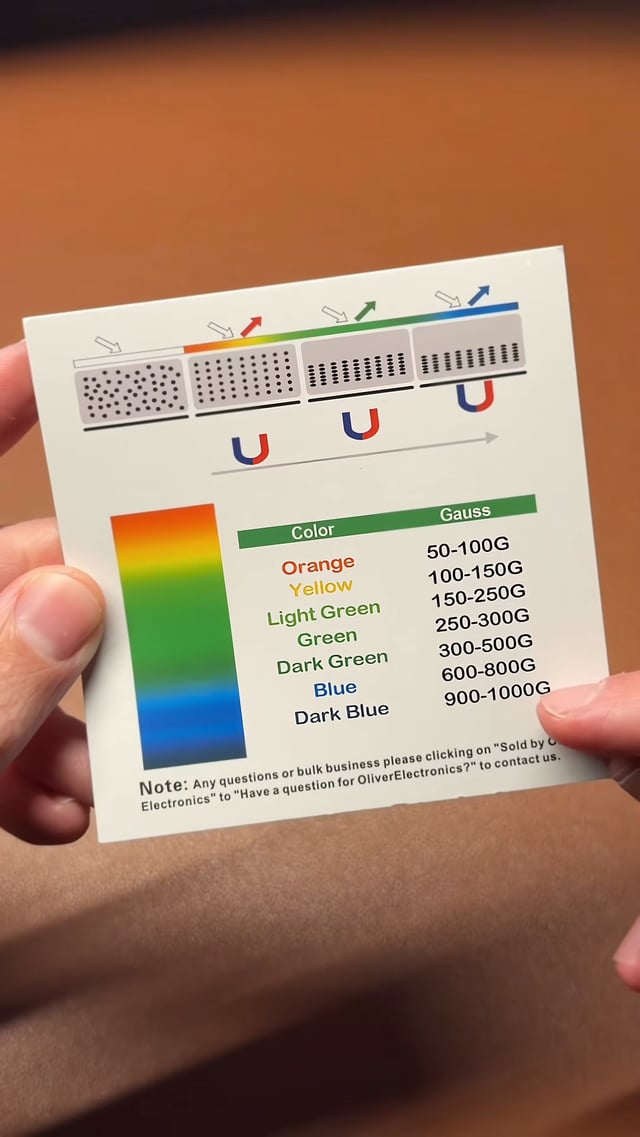 Color Gauss
Orange 50-100G
Yellow 100-150G
Light Green 150-250G
Green 250-300G
Dark Green 300-500G
Blue 600-800G
Dark Blue 900-1000G
Note: Any questions or bulk business please clicking on "Sold by
Electronics" to "Have a question for OliverElectronics?" to contact us.